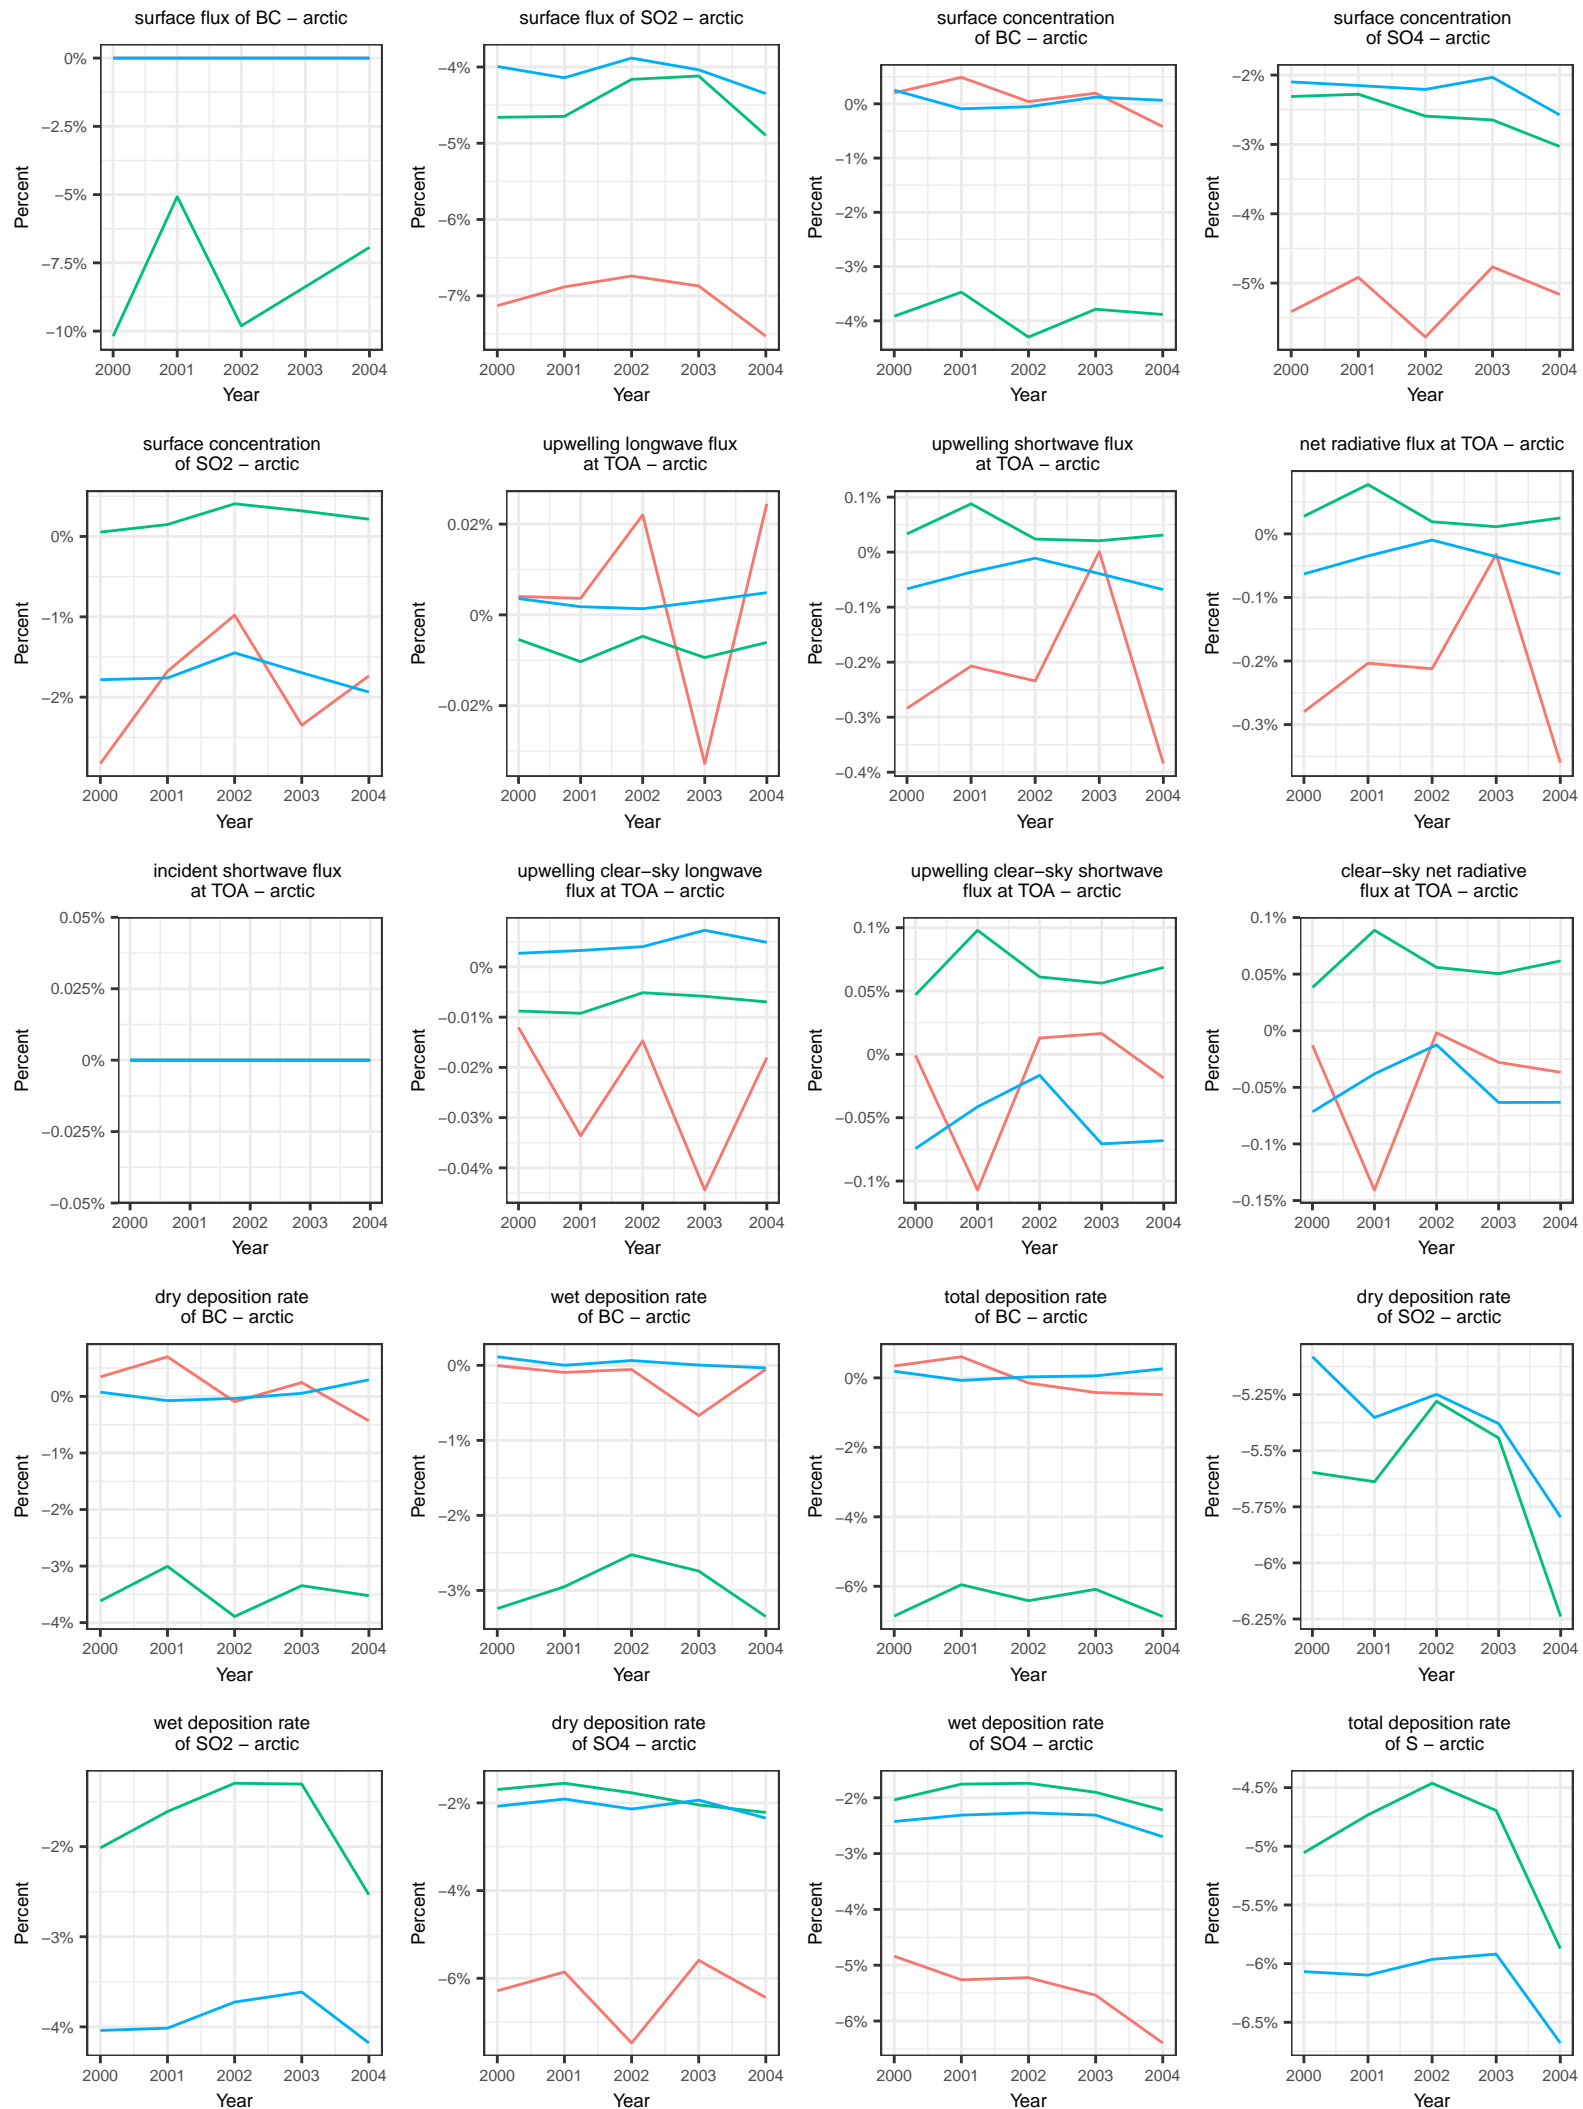 surface flux of BC – arctic
0%
−2.5%
−5%
−7.5%
−10%
Percent
2000 2001 2002 2003 2004
Year
surface flux of SO2 – arctic
−4%
−5%
−6%
−7%
Percent
2000 2001 2002 2003 2004
Year
surface concentration
of BC – arctic
0%
−1%
−2%
−3%
−4%
Percent
2000 2001 2002 2003 2004
Year
surface concentration
of SO4 – arctic
−2%
−3%
−4%
−5%
Percent
2000 2001 2002 2003 2004
Year
surface concentration
of SO2 – arctic
0%
−1%
−2%
Percent
2000 2001 2002 2003 2004
Year
upwelling longwave flux
at TOA – arctic
0.02%
0%
−0.02%
Percent
2000 2001 2002 2003 2004
Year
upwelling shortwave flux
at TOA – arctic
0.1%
0%
−0.1%
−0.2%
−0.3%
−0.4%
Percent
2000 2001 2002 2003 2004
Year
net radiative flux at TOA – arctic
0%
−0.1%
−0.2%
−0.3%
Percent
2000 2001 2002 2003 2004
Year
incident shortwave flux
at TOA – arctic
0.05%
0.025%
0%
−0.025%
−0.05%
Percent
2000 2001 2002 2003 2004
Year
upwelling clear−sky longwave
flux at TOA – arctic
0%
−0.01%
−0.02%
−0.03%
−0.04%
Percent
2000 2001 2002 2003 2004
Year
upwelling clear−sky shortwave
flux at TOA – arctic
0.1%
0.05%
0%
−0.05%
−0.1%
Percent
2000 2001 2002 2003 2004
Year
clear−sky net radiative
flux at TOA – arctic
0.1%
0.05%
0%
−0.05%
−0.1%
−0.15%
Percent
2000 2001 2002 2003 2004
Year
dry deposition rate
of BC – arctic
0%
−1%
−2%
−3%
−4%
Percent
2000 2001 2002 2003 2004
Year
wet deposition rate
of BC – arctic
0%
−1%
−2%
−3%
Percent
2000 2001 2002 2003 2004
Year
total deposition rate
of BC – arctic
0%
−2%
−4%
−6%
Percent
2000 2001 2002 2003 2004
Year
dry deposition rate
of SO2 – arctic
−5.25%
−5.5%
−5.75%
−6%
−6.25%
Percent
2000 2001 2002 2003 2004
Year
wet deposition rate
of SO2 – arctic
−2%
−3%
−4%
Percent
2000 2001 2002 2003 2004
Year
dry deposition rate
of SO4 – arctic
−2%
−4%
−6%
Percent
2000 2001 2002 2003 2004
Year
wet deposition rate
of SO4 – arctic
−2%
−3%
−4%
−5%
−6%
Percent
2000 2001 2002 2003 2004
Year
total deposition rate
of S – arctic
−4.5%
−5%
−5.5%
−6%
−6.5%
Percent
2000 2001 2002 2003 2004
Year